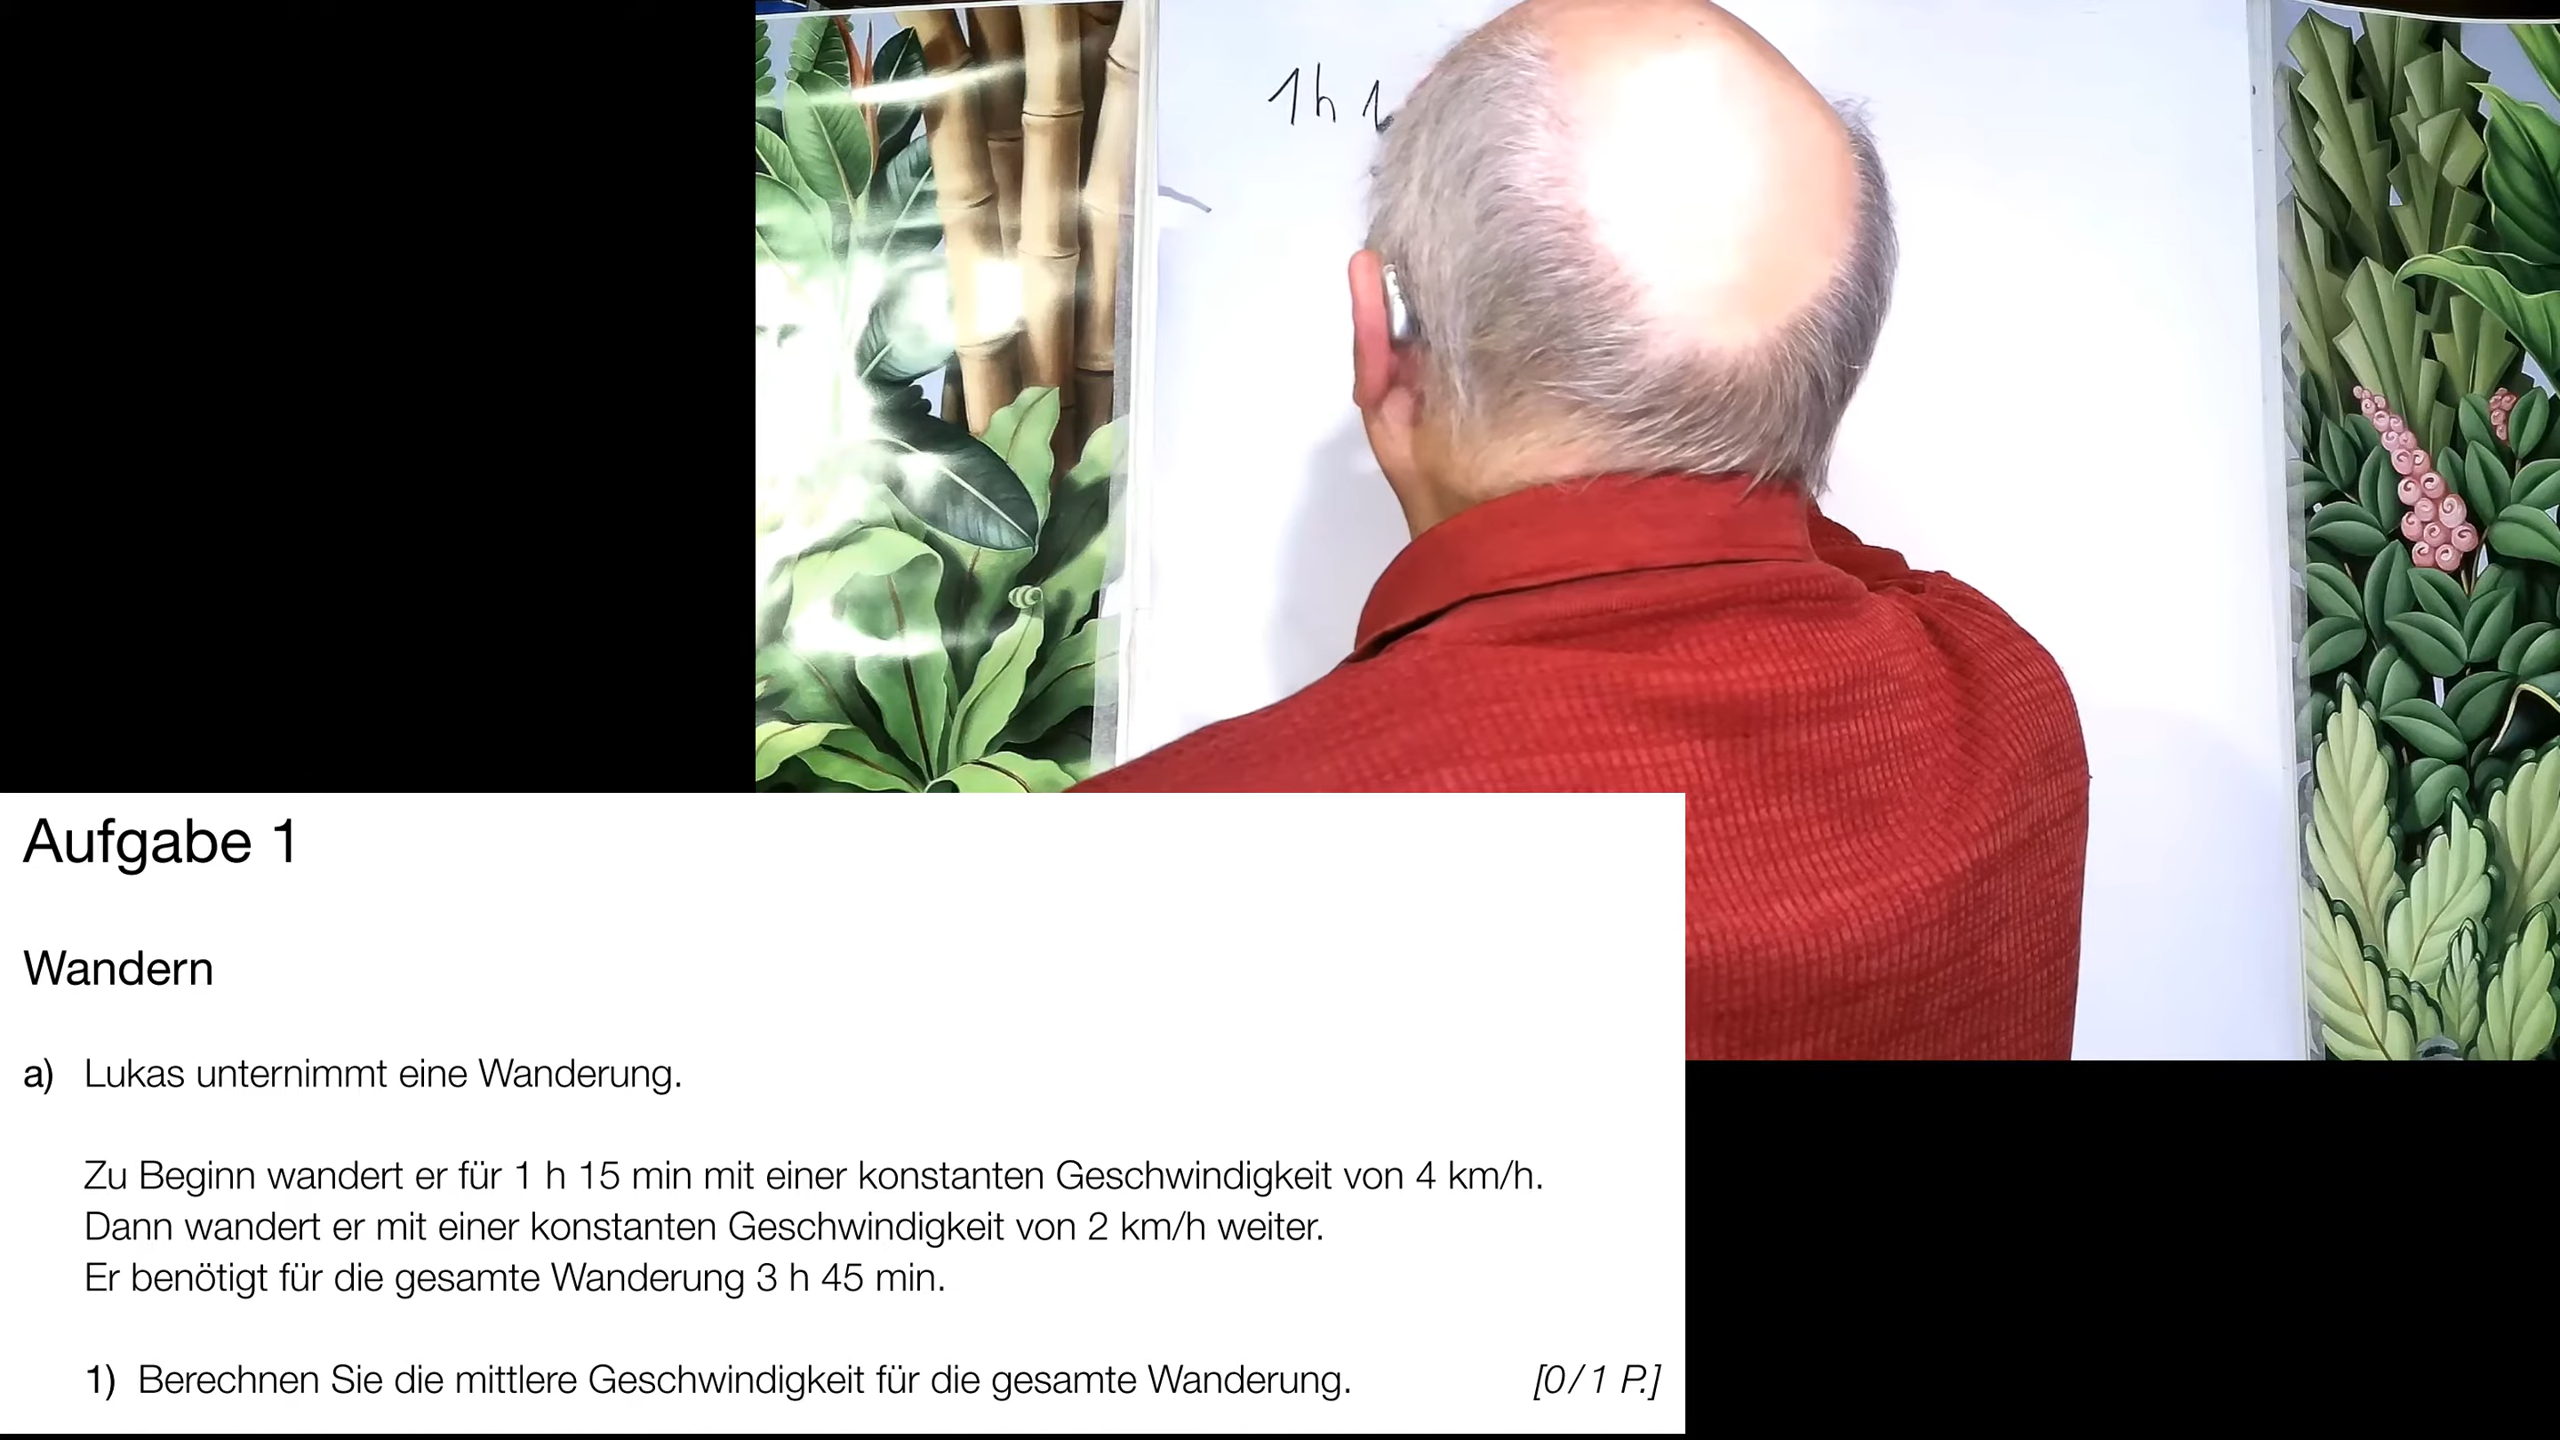 1h 1
Aufgabe 1
Wandern
a) Lukas unternimmt eine Wanderung.
Zu Beginn wandert er für 1 h 15 min mit einer konstanten Geschwindigkeit von 4 km/h.
Dann wandert er mit einer konstanten Geschwindigkeit von 2 km/h weiter.
Er benötigt für die gesamte Wanderung 3 h 45 min.
1) Berechnen Sie die mittlere Geschwindigkeit für die gesamte Wanderung. [0/1 P.]